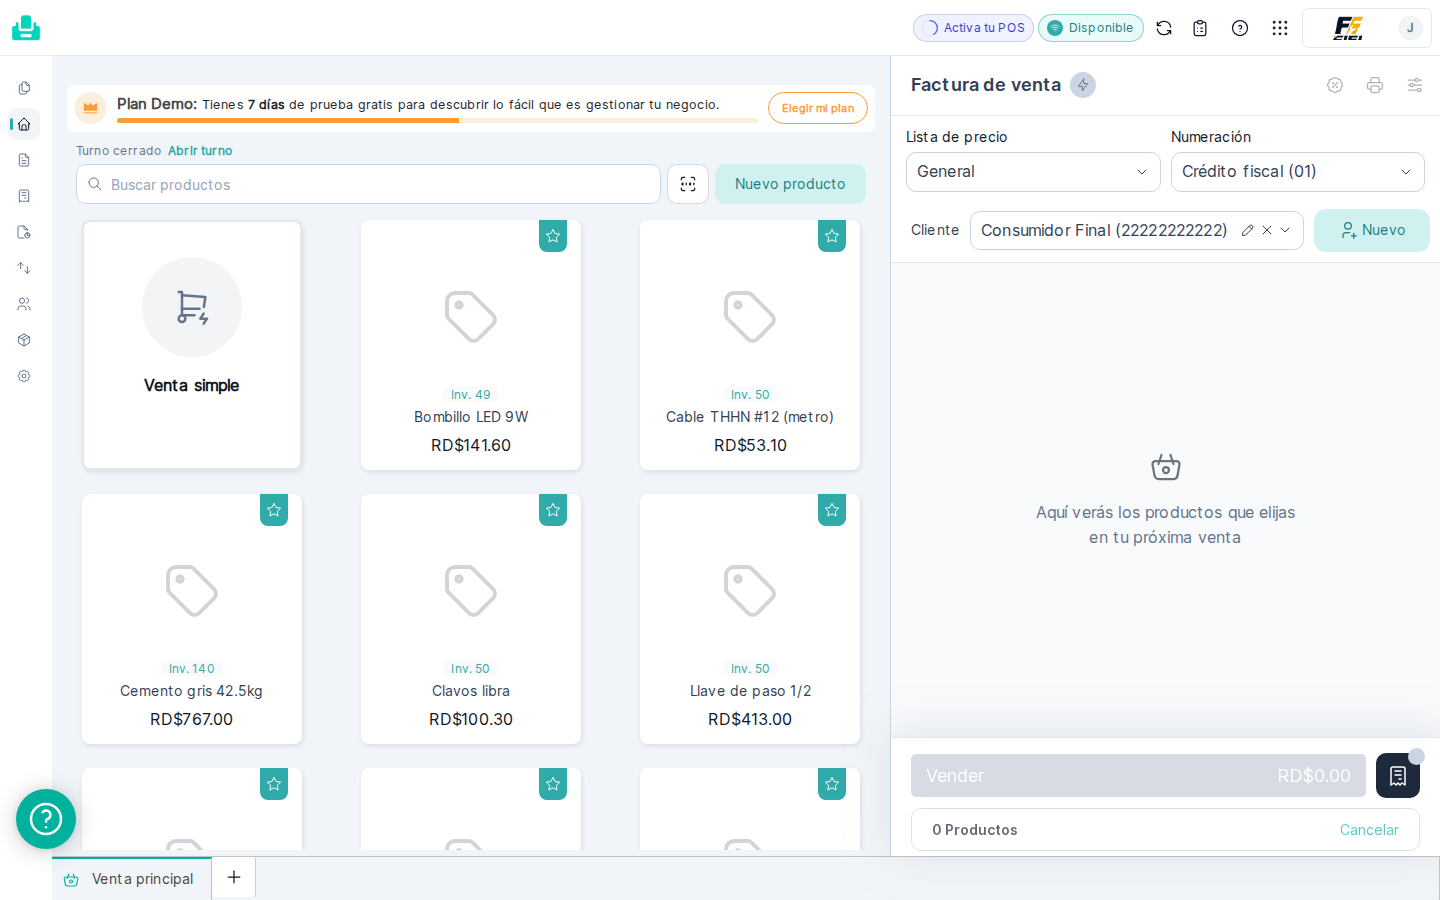 Activa tu POS
Disponible
J
Plan Demo: Tienes 7 días de prueba gratis para descubrir lo fácil que es gestionar tu negocio.
Elegir mi plan
Turno cerrado Abrir turno
Buscar productos
Nuevo producto
Venta simple
Inv. 49
Bombillo LED 9W
RD$141.60
Inv. 50
Cable THHN #12 (metro)
RD$53.10
Inv. 140
Cemento gris 42.5kg
RD$767.00
Inv. 50
Clavos libra
RD$100.30
Inv. 50
Llave de paso 1/2
RD$413.00
Factura de venta
Lista de precio
Numeración
General
Crédito fiscal (01)
Cliente
Consumidor Final (22222222222)
Nuevo
Aquí verás los productos que elijas
en tu próxima venta
Vender
RD$0.00
0 Productos
Cancelar
Venta principal